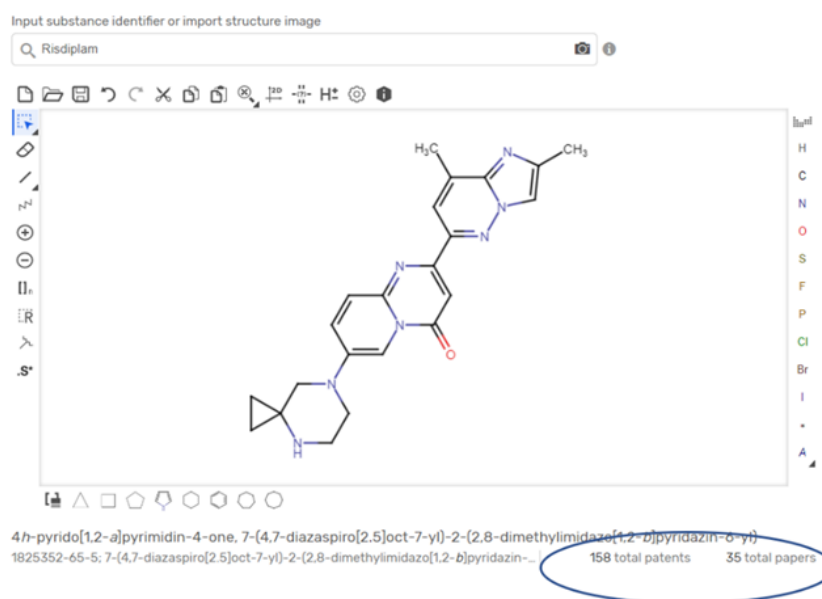 Input substance identifier or import structure image
Risdiplam
2D
H±
H
C
N
O
S
F
P
Cl
Br
I
*
A
[]n
R
.S*
H₃C
N
CH₃
N
N
N
N
O
N
N
H
4h-pyrido[1,2-a]pyrimidin-4-one, 7-(4,7-diazaspiro[2.5]oct-7-yl)-2-(2,8-dimethylimidazo[1,2-b]pyridazin-6-yl)
1825352-65-5; 7-(4,7-diazaspiro[2.5]oct-7-yl)-2-(2,8-dimethylimidazo[1,2-b]pyridazin-... 158 total patents 35 total papers